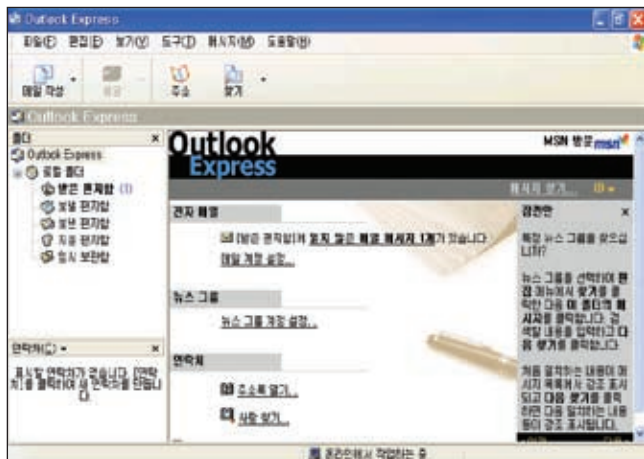 Outlook Express
파일(F) 편집(E) 보기(V) 도구(T) 메시지(M) 도움말(H)
메일 작성 주소 찾기
Outlook Express
폴더
Outlook Express
로컬 폴더
받은 편지함 (1)
보낼 편지함
보낸 편지함
지운 편지함
임시 보관함
연락처(C)
표시할 연락처가 없습니다. [연락
처]를 클릭하여 새 연락처를 만듭니
다.
Outlook
Express
MSN 방문 msn
메시지 찾기... ID
전자 메일
[받은 편지함]에 읽지 않은 메일 메시지 1개가 있습니다.
메일 계정 설정...
뉴스 그룹
뉴스 그룹 계정 설정...
연락처
주소록 열기...
사람 찾기...
잠깐만
특정 뉴스 그룹을 찾으십
니까?
뉴스 그룹을 선택하여 편
집 메뉴에서 찾기를 클
릭한 다음 이 폴더의 메
시지를 클릭합니다. 검
색할 내용을 입력하고 다
음 찾기를 클릭합니다.
처음 일치하는 내용이 메
시지 목록에서 강조 표시
되고 다음 찾기를 클릭
하면 다음 일치하는 내용
등이 강조 표시됩니다.
온라인에서 작업하는 중